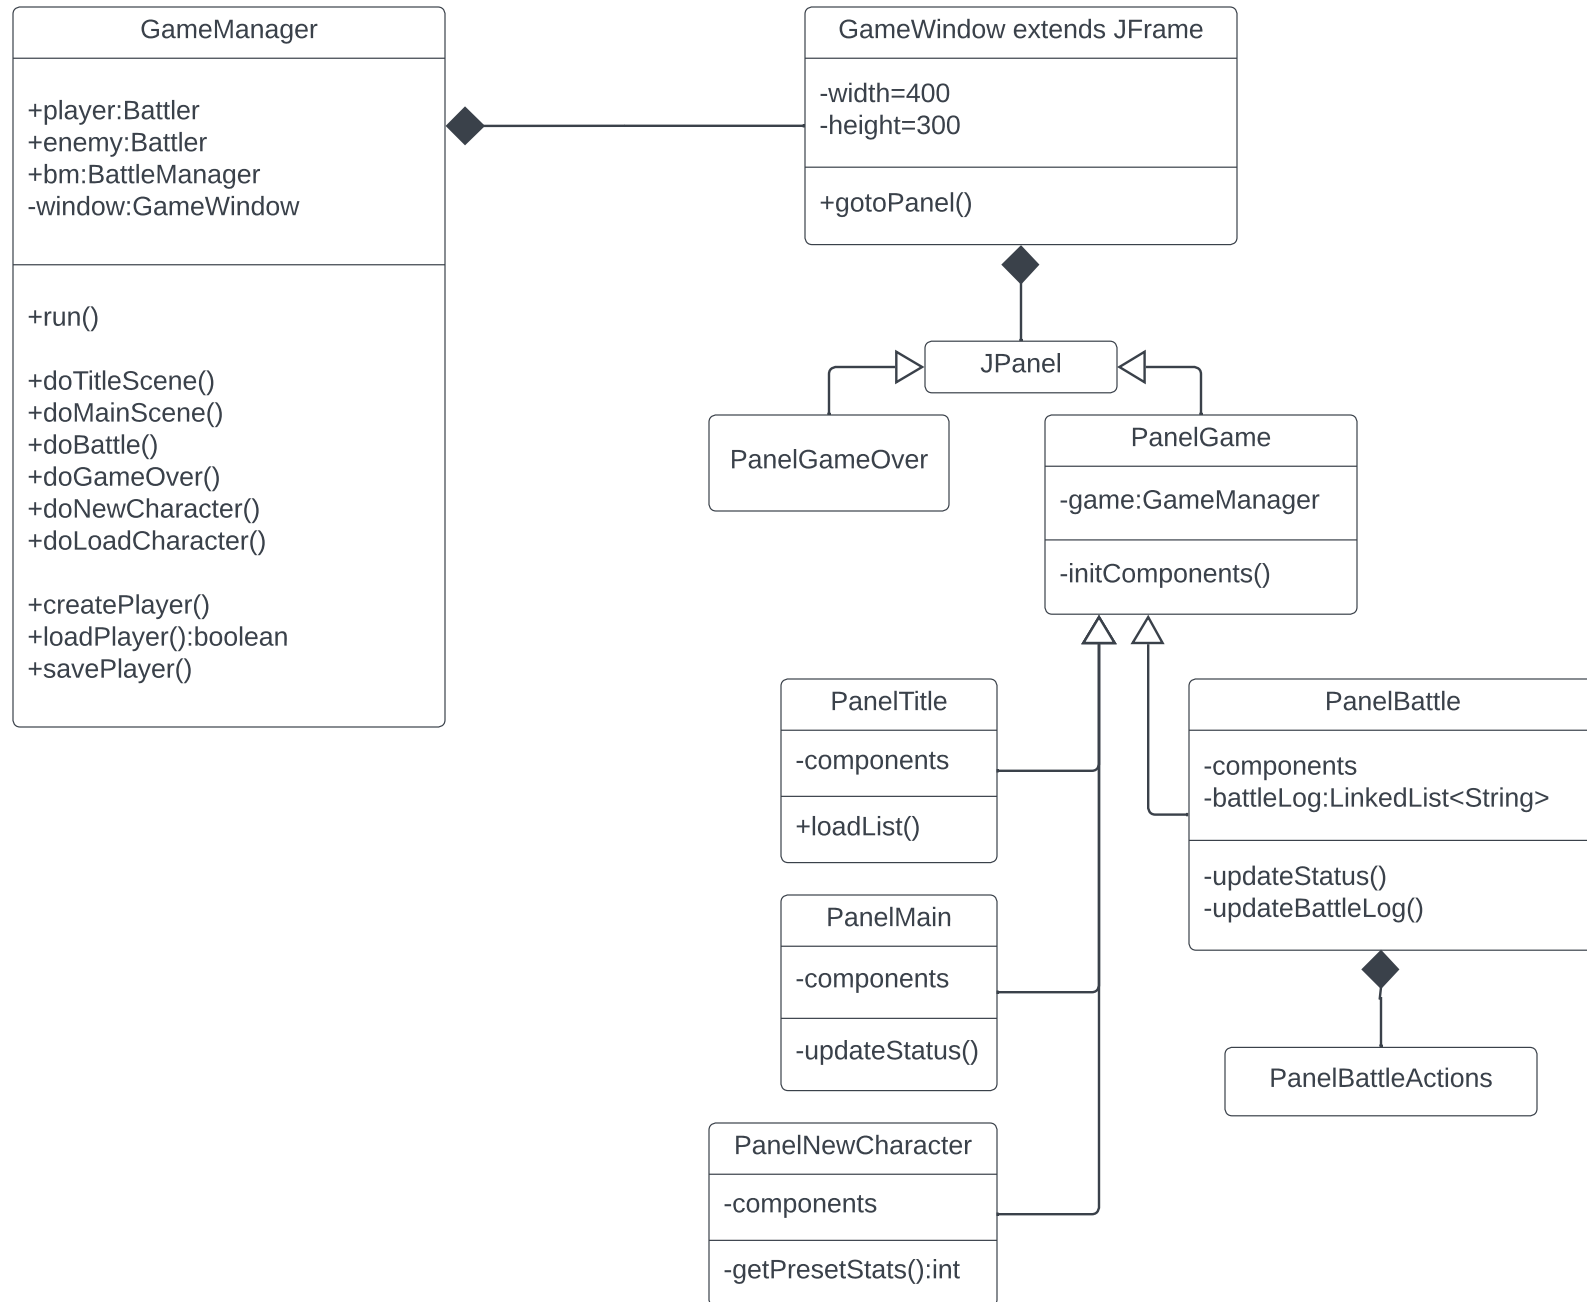 GameManager
+player:Battler
+enemy:Battler
+bm:BattleManager
-window:GameWindow
+run()
+doTitleScene()
+doMainScene()
+doBattle()
+doGameOver()
+doNewCharacter()
+doLoadCharacter()
+createPlayer()
+loadPlayer():boolean
+savePlayer()
GameWindow extends JFrame
-width=400
-height=300
+gotoPanel()
JPanel
PanelGameOver
PanelGame
-game:GameManager
-initComponents()
PanelTitle
-components
+loadList()
PanelBattle
-components
-battleLog:LinkedList<String>
-updateStatus()
-updateBattleLog()
PanelMain
-components
-updateStatus()
PanelBattleActions
PanelNewCharacter
-components
-getPresetStats():int